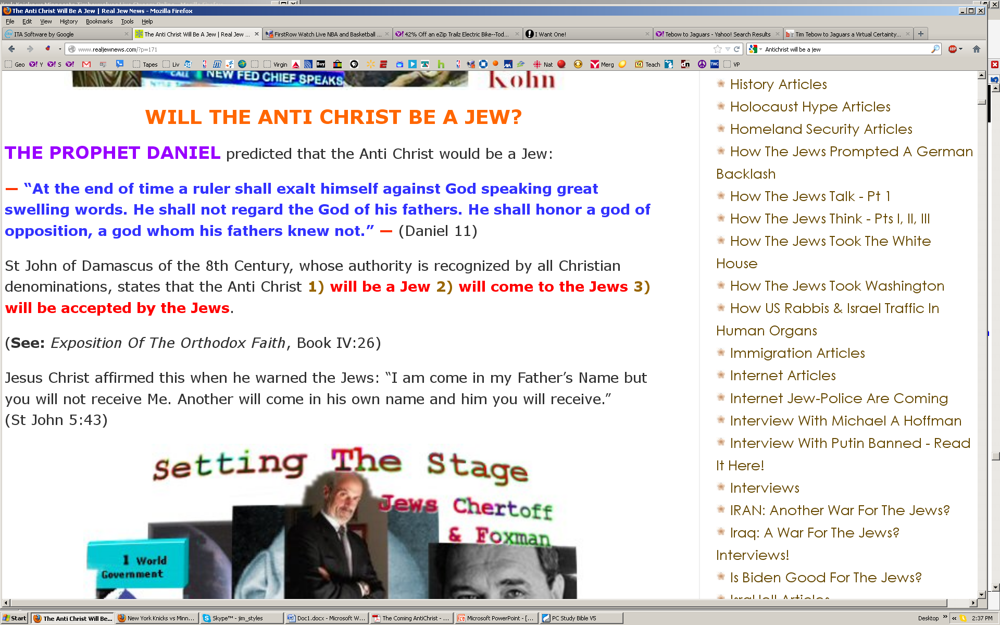 The Anti Christ Will Be A Jew | Real Jew News - Mozilla Firefox
File Edit View History Bookmarks Tools Help
ITA Software by Google
The Anti Christ Will Be A Jew | Real Jew ...
FirstRow Watch Live NBA and Basketball ...
42% Off an eZip Trailz Electric Bike--Tod...
I Want One!
Tebow to Jaguars - Yahoo! Search Results
Tim Tebow to Jaguars a Virtual Certainty...
www.realjewnews.com/?p=171
Antichrist will be a jew
ABP
Geo Y S Tapes Liv Virgin Buy Nat Merg Teach dn TWC VP
CALL NEW FED CHIEF SPEAKS
Kohn
WILL THE ANTI CHRIST BE A JEW?
THE PROPHET DANIEL predicted that the Anti Christ would be a Jew:
— “At the end of time a ruler shall exalt himself against God speaking great
swelling words. He shall not regard the God of his fathers. He shall honor a god of
opposition, a god whom his fathers knew not.” — (Daniel 11)
St John of Damascus of the 8th Century, whose authority is recognized by all Christian
denominations, states that the Anti Christ 1) will be a Jew 2) will come to the Jews 3)
will be accepted by the Jews.
(See: Exposition Of The Orthodox Faith, Book IV:26)
Jesus Christ affirmed this when he warned the Jews: “I am come in my Father’s Name but
you will not receive Me. Another will come in his own name and him you will receive.”
(St John 5:43)
Setting The Stage
Jews Chertoff
& Foxman
1 World
Government
History Articles
Holocaust Hype Articles
Homeland Security Articles
How The Jews Prompted A German
Backlash
How The Jews Talk - Pt 1
How The Jews Think - Pts I, II, III
How The Jews Took The White
House
How The Jews Took Washington
How US Rabbis & Israel Traffic In
Human Organs
Immigration Articles
Internet Articles
Internet Jew-Police Are Coming
Interview With Michael A Hoffman
Interview With Putin Banned - Read
It Here!
Interviews
IRAN: Another War For The Jews?
Iraq: A War For The Jews?
Interviews!
Is Biden Good For The Jews?
Start
The Anti Christ Will Be...
New York Knicks vs Minn...
Skype™ - jim_styles
Doc1.docx - Microsoft W...
The Coming AntiChrist - ...
Microsoft PowerPoint - [...
PC Study Bible V5
Desktop
2:37 PM